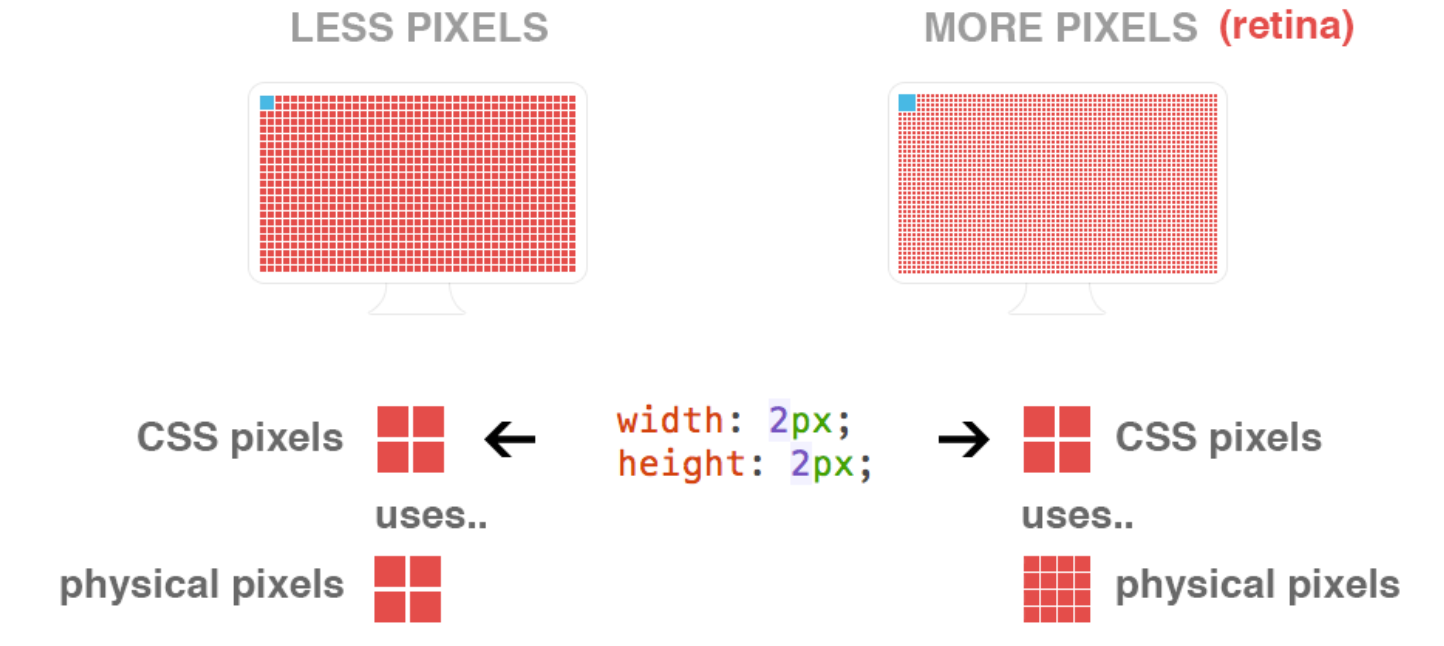 LESS PIXELS
MORE PIXELS (retina)
CSS pixels
width: 2px;
height: 2px;
CSS pixels
uses..
uses..
physical pixels
physical pixels